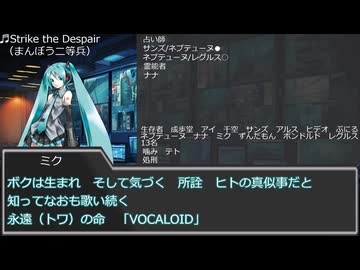 ♫Strike the Despair
（まんぼう二等兵）
占い師
サンズ/ネプテューヌ●
ネプテューヌ/レグルス○
霊能者
ナナ
生存者　成歩堂　アイ　千空　サンズ　アルス　ヒデオ　ぷにる
ネプテューヌ　ナナ　ミク　ずんだもん　ボンドルド　レグルス
13名
噛み　テト
処刑
ミク
ボクは生まれ　そして気づく　所詮　ヒトの真似事だと
知ってなおも歌い続く
永遠（トワ）の命　「VOCALOID」